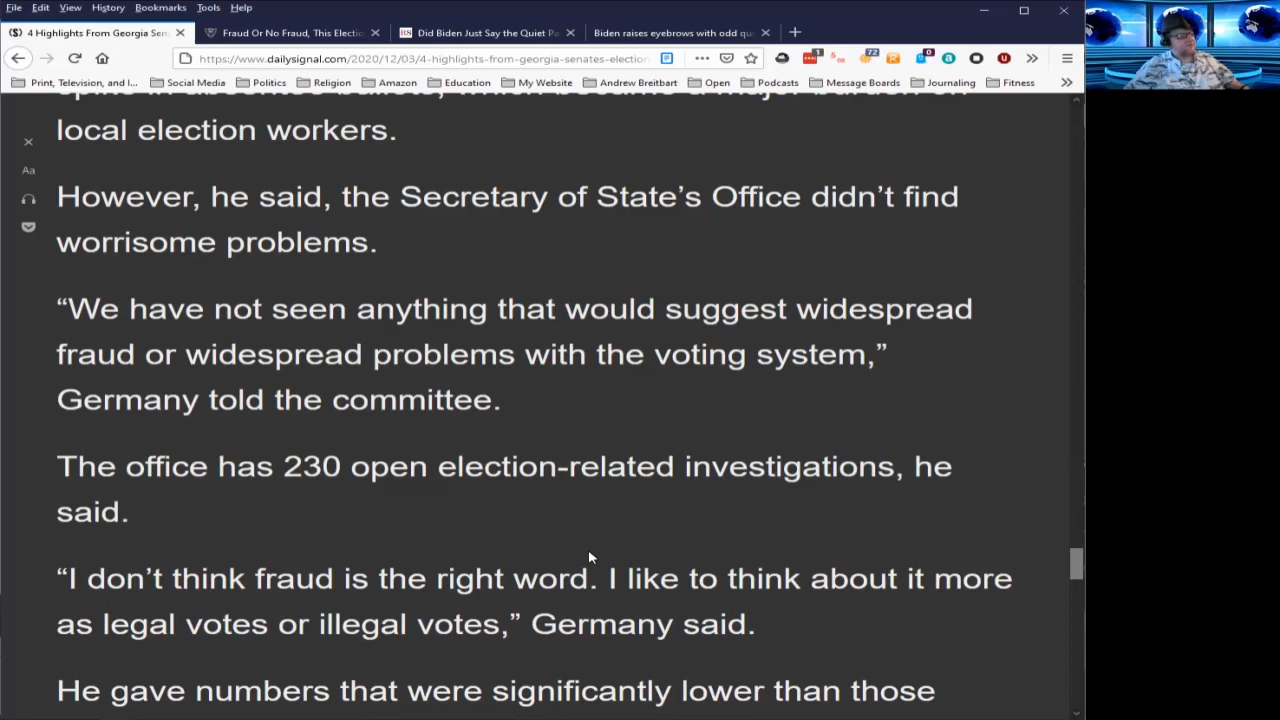 File Edit View History Bookmarks Tools Help
4 Highlights From Georgia Sen
Fraud Or No Fraud, This Electio
RS Did Biden Just Say the Quiet Pa
Biden raises eyebrows with odd qu
https://www.dailysignal.com/2020/12/03/4-highlights-from-georgia-senates-election
1 72 0
Print, Television, and I... Social Media Politics Religion Amazon Education My Website Andrew Breitbart Open Podcasts Message Boards Journaling Fitness
local election workers.
However, he said, the Secretary of State’s Office didn’t find
worrisome problems.
“We have not seen anything that would suggest widespread
fraud or widespread problems with the voting system,”
Germany told the committee.
The office has 230 open election-related investigations, he
said.
“I don’t think fraud is the right word. I like to think about it more
as legal votes or illegal votes,” Germany said.
He gave numbers that were significantly lower than those
Aa